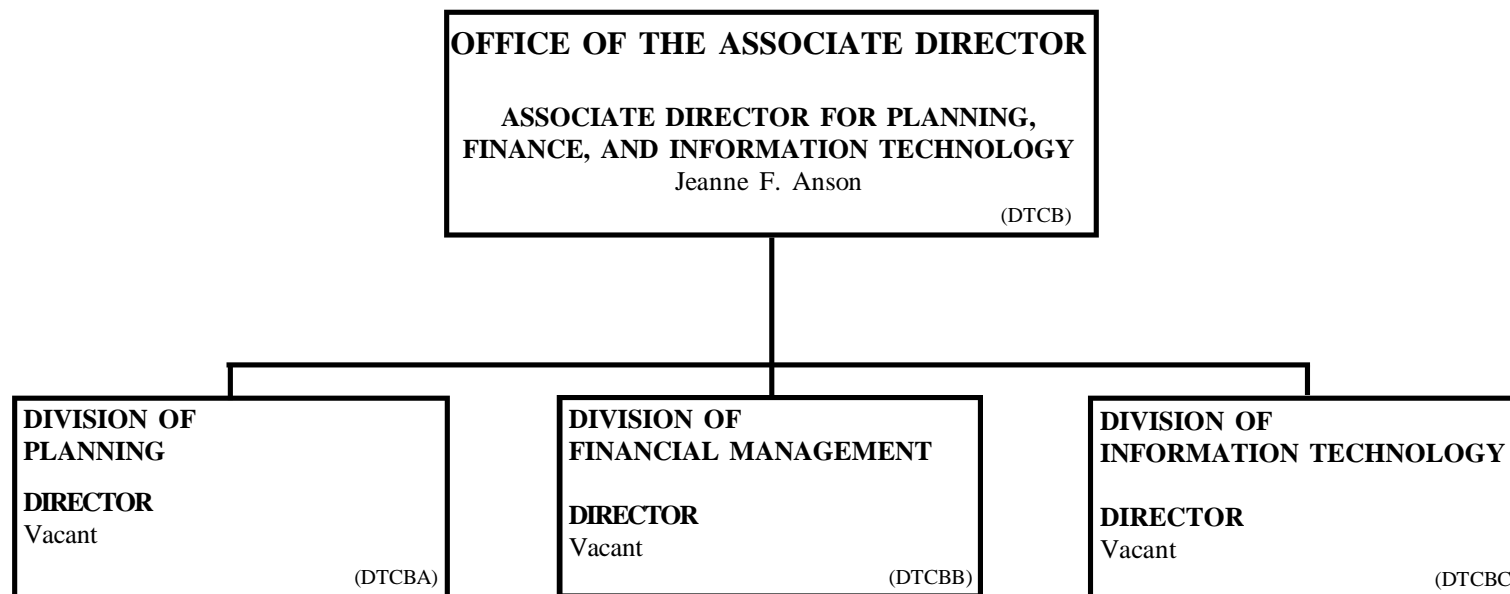 OFFICE OF THE ASSOCIATE DIRECTOR
ASSOCIATE DIRECTOR FOR PLANNING,
FINANCE, AND INFORMATION TECHNOLOGY
Jeanne F. Anson
(DTCB)
DIVISION OF
PLANNING
DIRECTOR
Vacant
(DTCBA)
DIVISION OF
FINANCIAL MANAGEMENT
DIRECTOR
Vacant
(DTCBB)
DIVISION OF
INFORMATION TECHNOLOGY
DIRECTOR
Vacant
(DTCBC